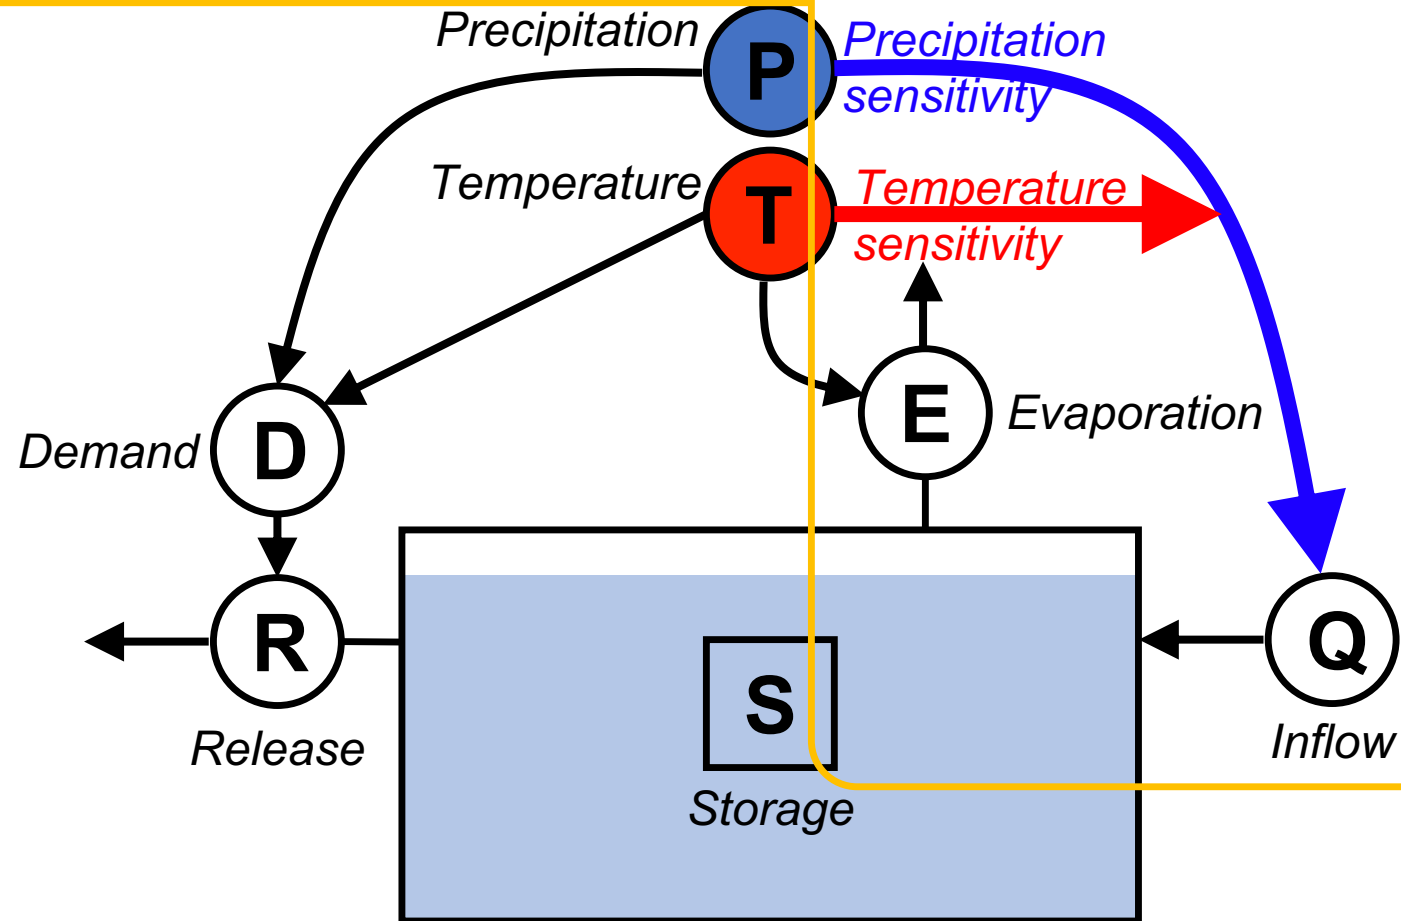 Precipitation
P
Precipitation
sensitivity
Temperature
T
Temperature
sensitivity
Demand
D
E
Evaporation
R
Release
S
Storage
Q
Inflow